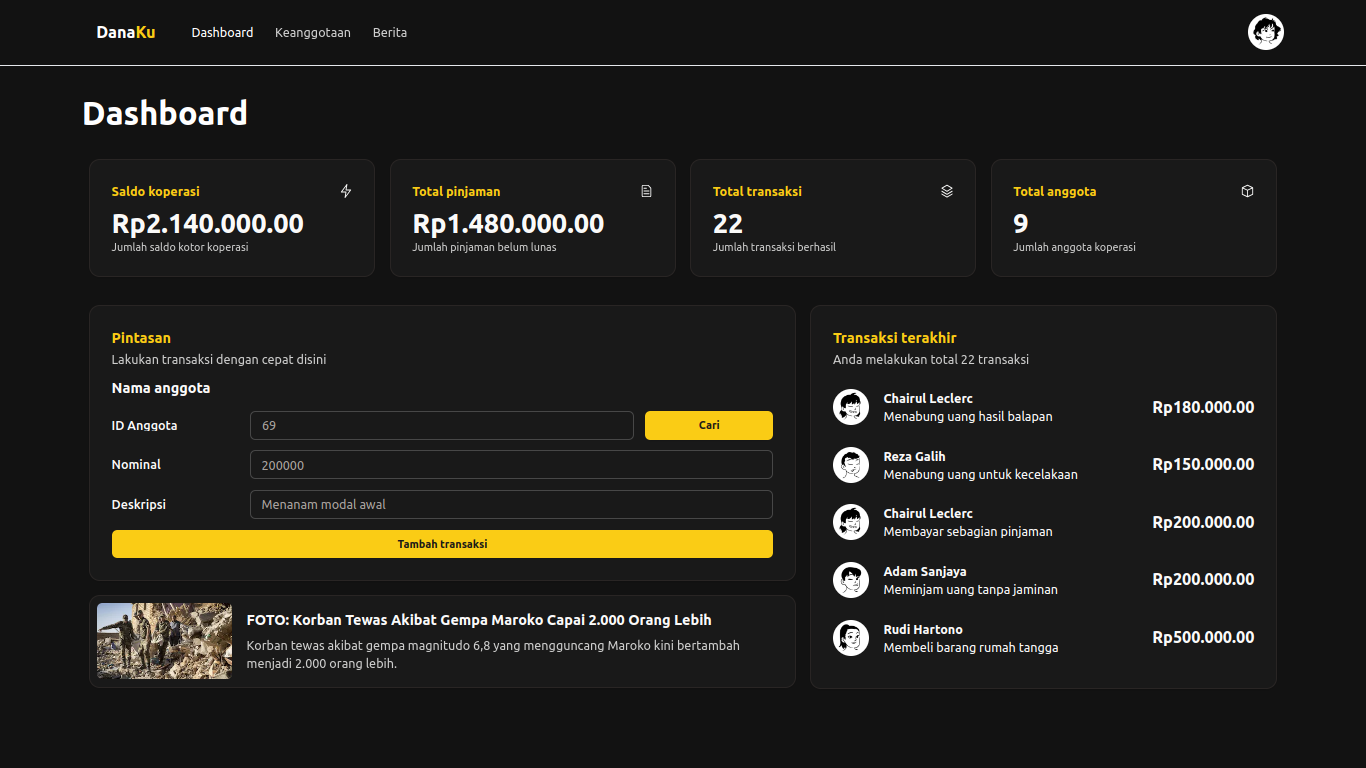 DanaKu
Dashboard
Keanggotaan
Berita
Dashboard
Saldo koperasi
Rp2.140.000.00
Jumlah saldo kotor koperasi
Total pinjaman
Rp1.480.000.00
Jumlah pinjaman belum lunas
Total transaksi
22
Jumlah transaksi berhasil
Total anggota
9
Jumlah anggota koperasi
Pintasan
Lakukan transaksi dengan cepat disini
Nama anggota
ID Anggota
69
Cari
Nominal
200000
Deskripsi
Menanam modal awal
Tambah transaksi
FOTO: Korban Tewas Akibat Gempa Maroko Capai 2.000 Orang Lebih
Korban tewas akibat gempa magnitudo 6,8 yang mengguncang Maroko kini bertambah
menjadi 2.000 orang lebih.
Transaksi terakhir
Anda melakukan total 22 transaksi
Chairul Leclerc
Menabung uang hasil balapan
Rp180.000.00
Reza Galih
Menabung uang untuk kecelakaan
Rp150.000.00
Chairul Leclerc
Membayar sebagian pinjaman
Rp200.000.00
Adam Sanjaya
Meminjam uang tanpa jaminan
Rp200.000.00
Rudi Hartono
Membeli barang rumah tangga
Rp500.000.00